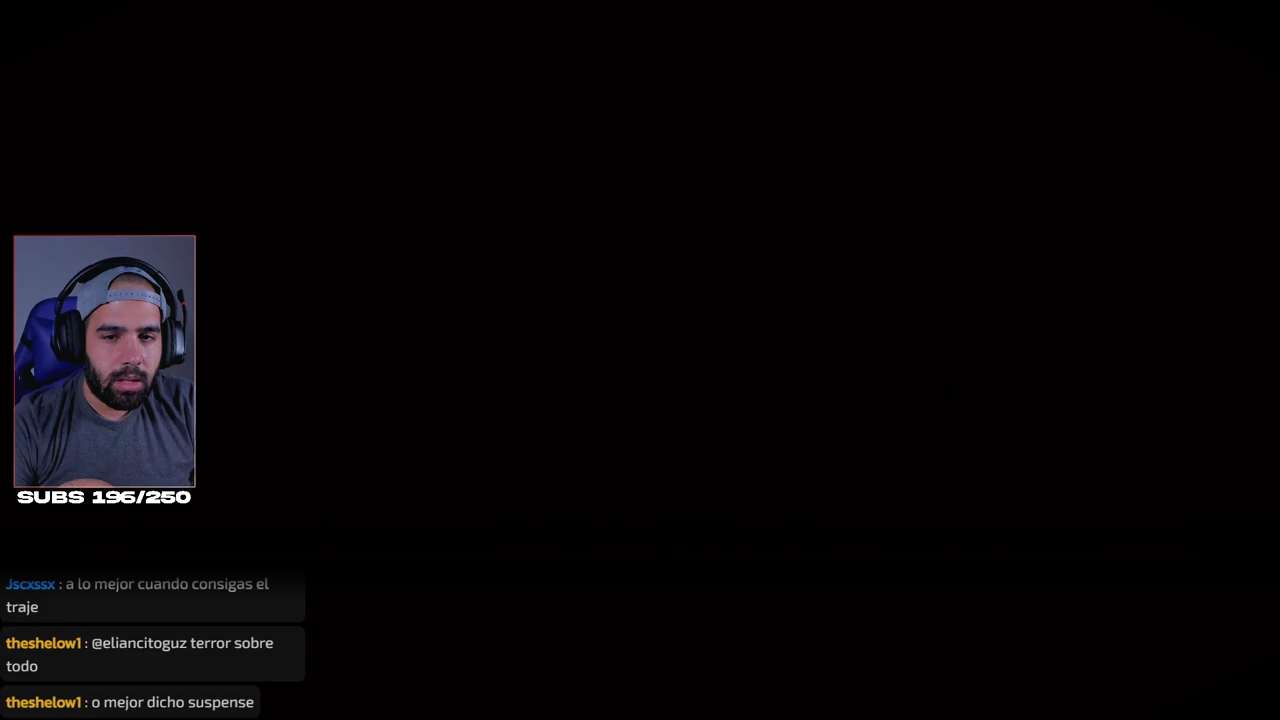 SUBS 196/250
Jscxssx : a lo mejor cuando consigas el
traje
theshelow1 : @eliancitoguz terror sobre
todo
theshelow1 : o mejor dicho suspense